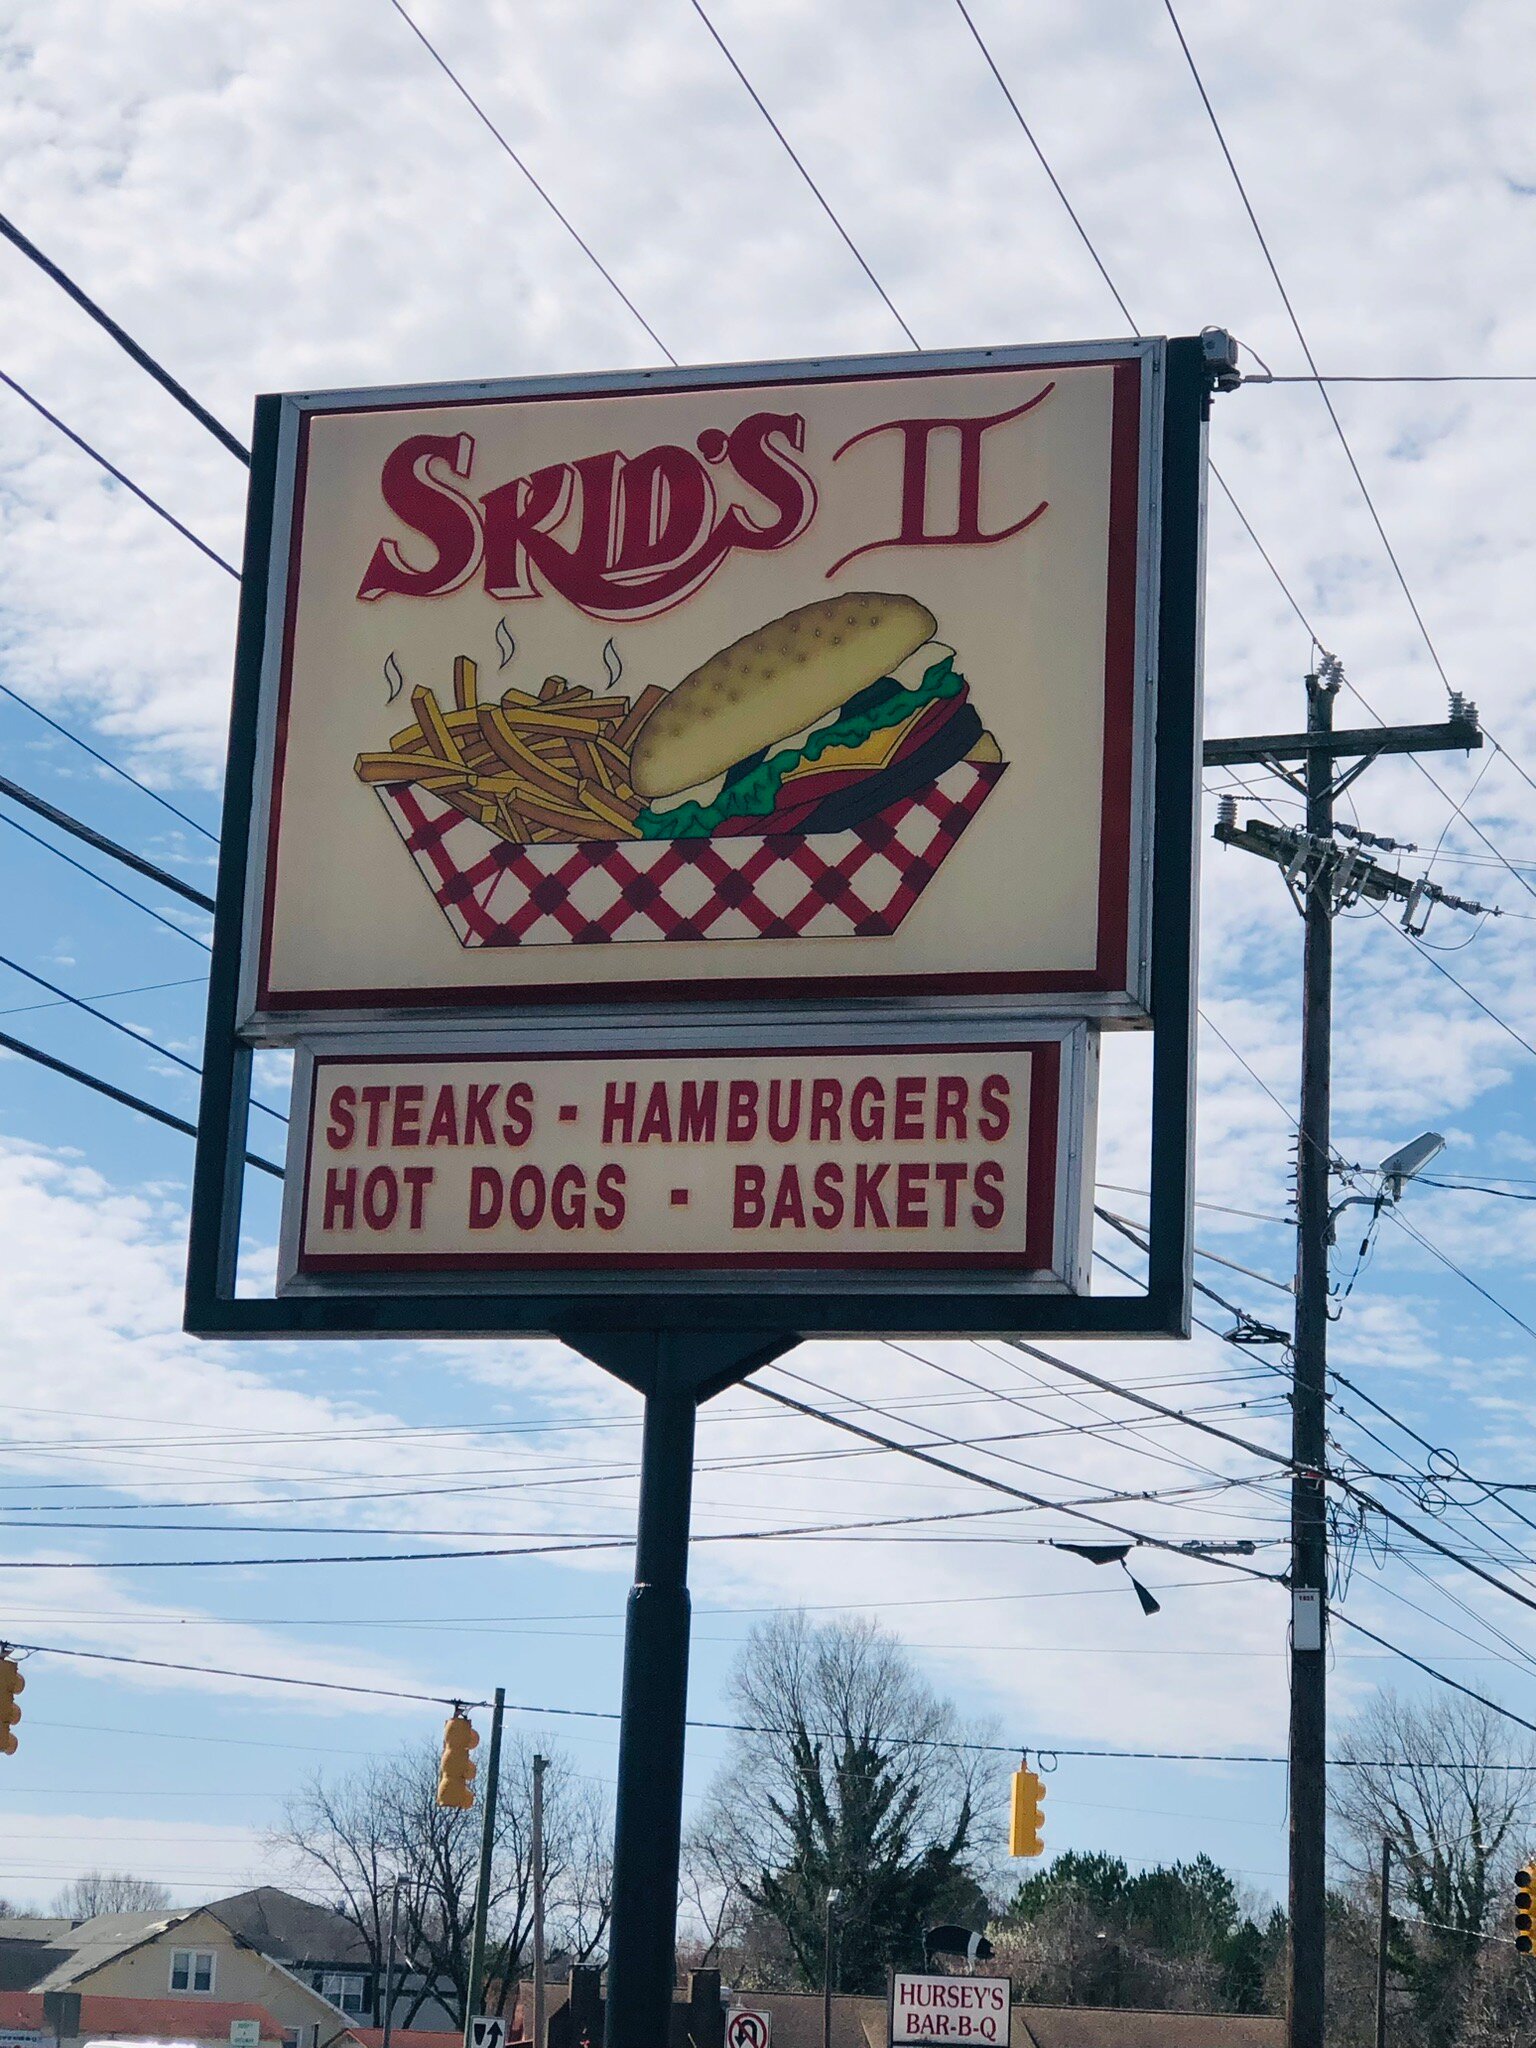 SKID'S II
STEAKS - HAMBURGERS
HOT DOGS - BASKETS
HURSEY'S
BAR-B-Q